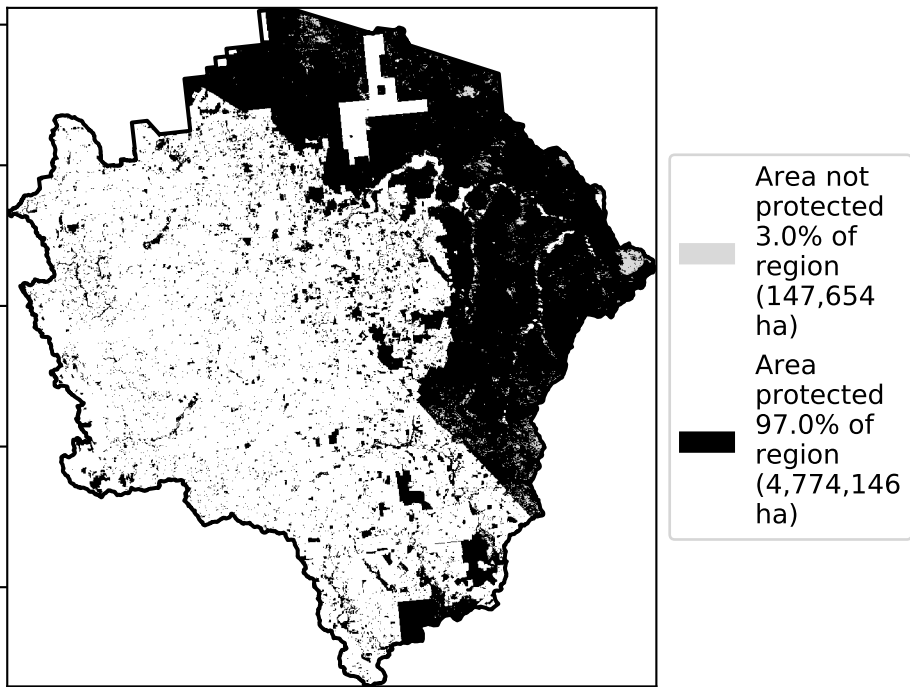 Area not
protected
3.0% of
region
(147,654
ha)
Area
protected
97.0% of
region
(4,774,146
ha)